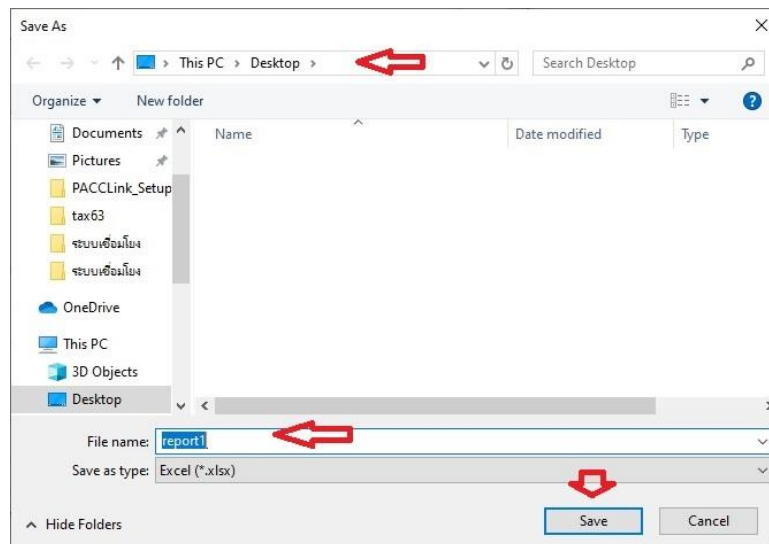 Save As
This PC > Desktop >
Search Desktop
Organize
New folder
Documents
Pictures
PACCLink_Setup
tax63
ระบบเชื่อมโยง
ระบบเชื่อมโยง
OneDrive
This PC
3D Objects
Desktop
Name
Date modified
Type
File name: report1
Save as type: Excel (*.xlsx)
Hide Folders
Save
Cancel